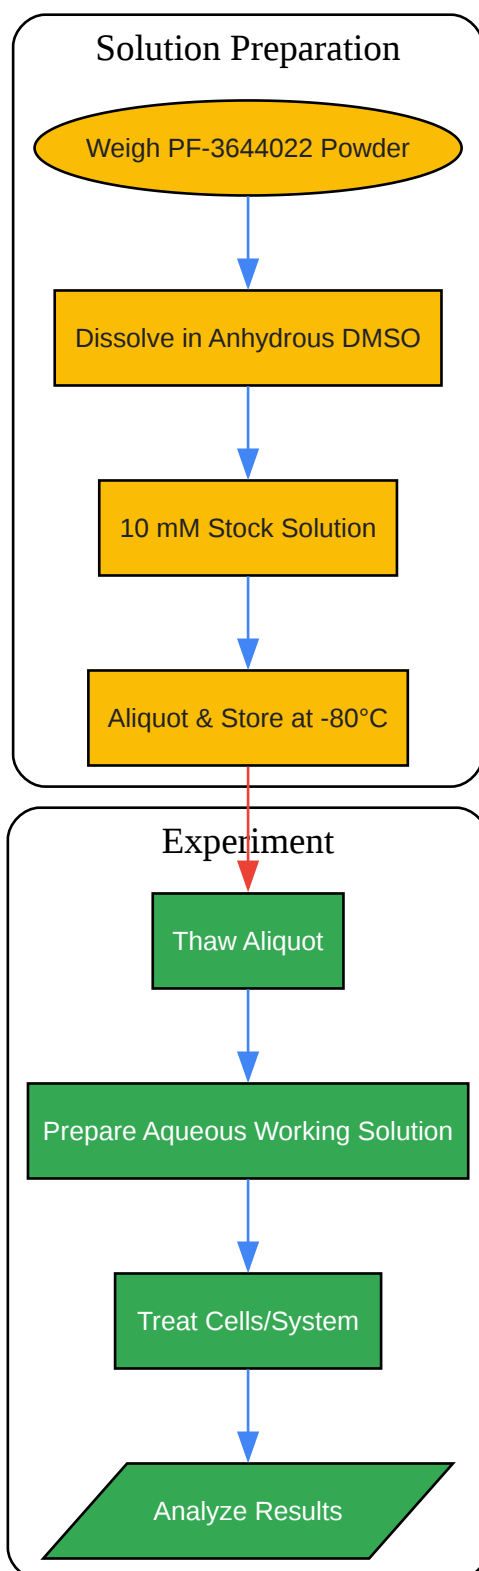 Solution Preparation
Weigh PF-3644022 Powder
Dissolve in Anhydrous DMSO
10 mM Stock Solution
Aliquot & Store at -80°C
Experiment
Thaw Aliquot
Prepare Aqueous Working Solution
Treat Cells/System
Analyze Results